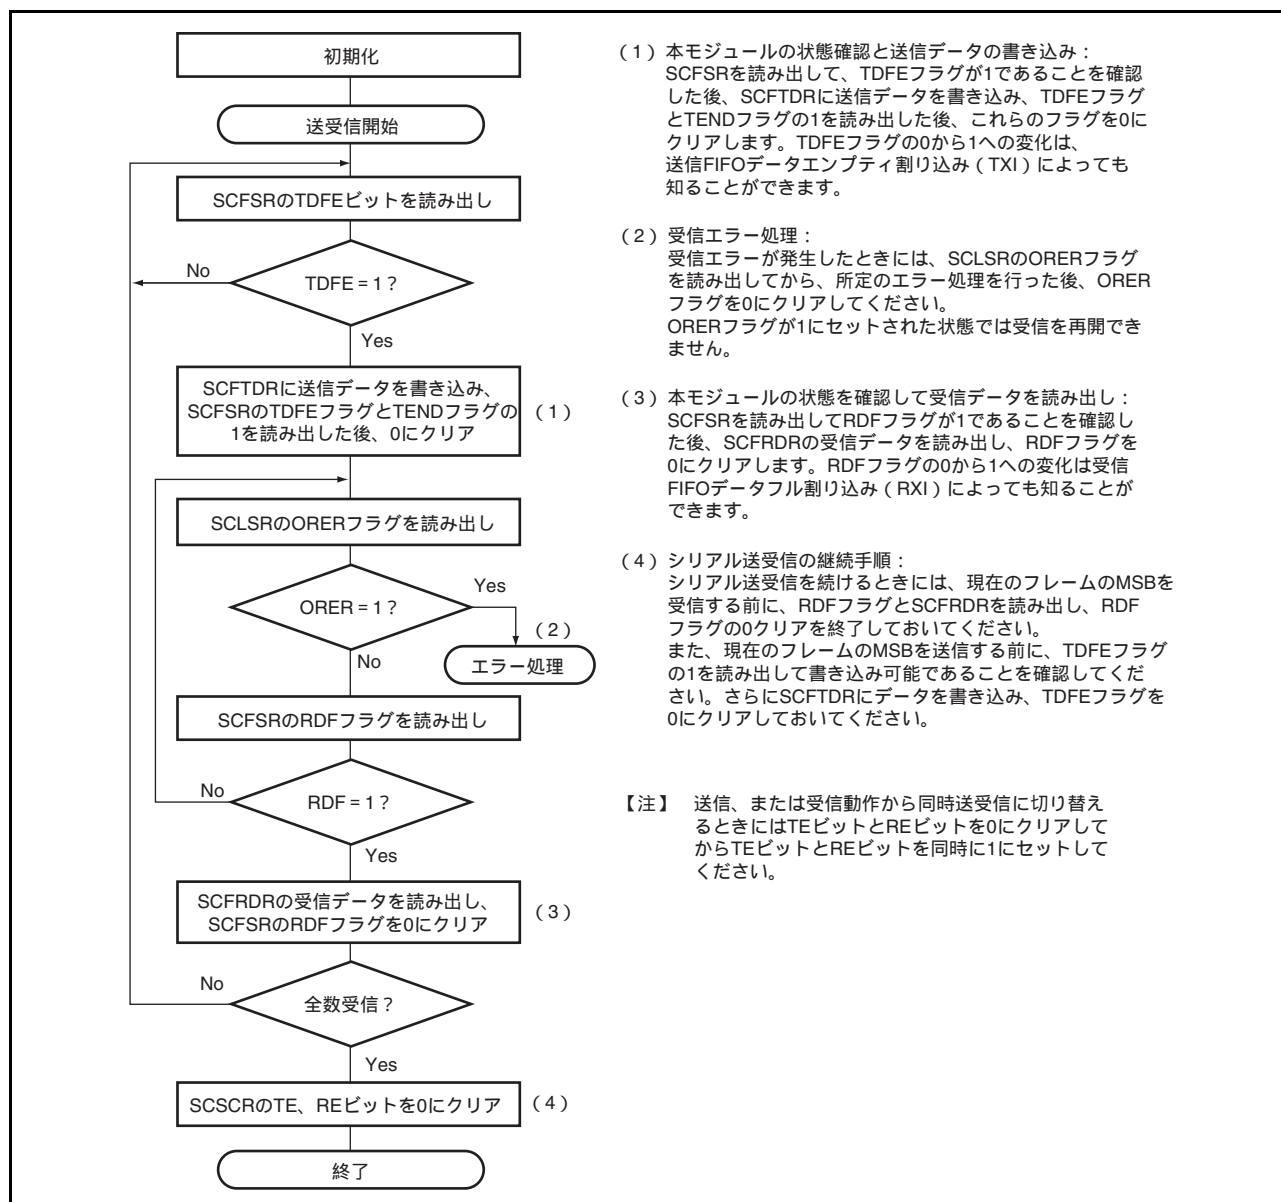 初期化
送受信開始
SCFSRのTDFEビットを読み出し
No
TDFE = 1？
Yes
SCFTDRに送信データを書き込み、
SCFSRのTDFEフラグとTENDフラグの
1を読み出した後、0にクリア
（1）
SCLSRのORERフラグを読み出し
Yes
ORER = 1？
（2）
No
エラー処理
SCFSRのRDFフラグを読み出し
No
RDF = 1？
Yes
SCFRDRの受信データを読み出し、
SCFSRのRDFフラグを0にクリア
（3）
No
全数受信？
Yes
SCSCRのTE、REビットを0にクリア
（4）
終了
（1）本モジュールの状態確認と送信データの書き込み：
SCFSRを読み出して、TDFEフラグが1であることを確認
した後、SCFTDRに送信データを書き込み、TDFEフラグ
とTENDフラグの1を読み出した後、これらのフラグを0に
クリアします。TDFEフラグの0から1への変化は、
送信FIFOデータエンプティ割り込み（TXI）によっても
知ることができます。
（2）受信エラー処理：
受信エラーが発生したときには、SCLSRのORERフラグ
を読み出してから、所定のエラー処理を行った後、ORER
フラグを0にクリアしてください。
ORERフラグが1にセットされた状態では受信を再開でき
ません。
（3）本モジュールの状態を確認して受信データを読み出し：
SCFSRを読み出してRDFフラグが1であることを確認し
た後、SCFRDRの受信データを読み出し、RDFフラグを
0にクリアします。RDFフラグの0から1への変化は受信
FIFOデータフル割り込み（RXI）によっても知ることが
できます。
（4）シリアル送受信の継続手順：
シリアル送受信を続けるときには、現在のフレームのMSBを
受信する前に、RDFフラグとSCFRDRを読み出し、RDF
フラグの0クリアを終了しておいてください。
また、現在のフレームのMSBを送信する前に、TDFEフラグ
の1を読み出して書き込み可能であることを確認してくだ
さい。さらにSCFTDRにデータを書き込み、TDFEフラグを
0にクリアしておいてください。
【注】 送信、または受信動作から同時送受信に切り替え
るときにはTEビットとREビットを0にクリアして
からTEビットとREビットを同時に1にセットして
ください。